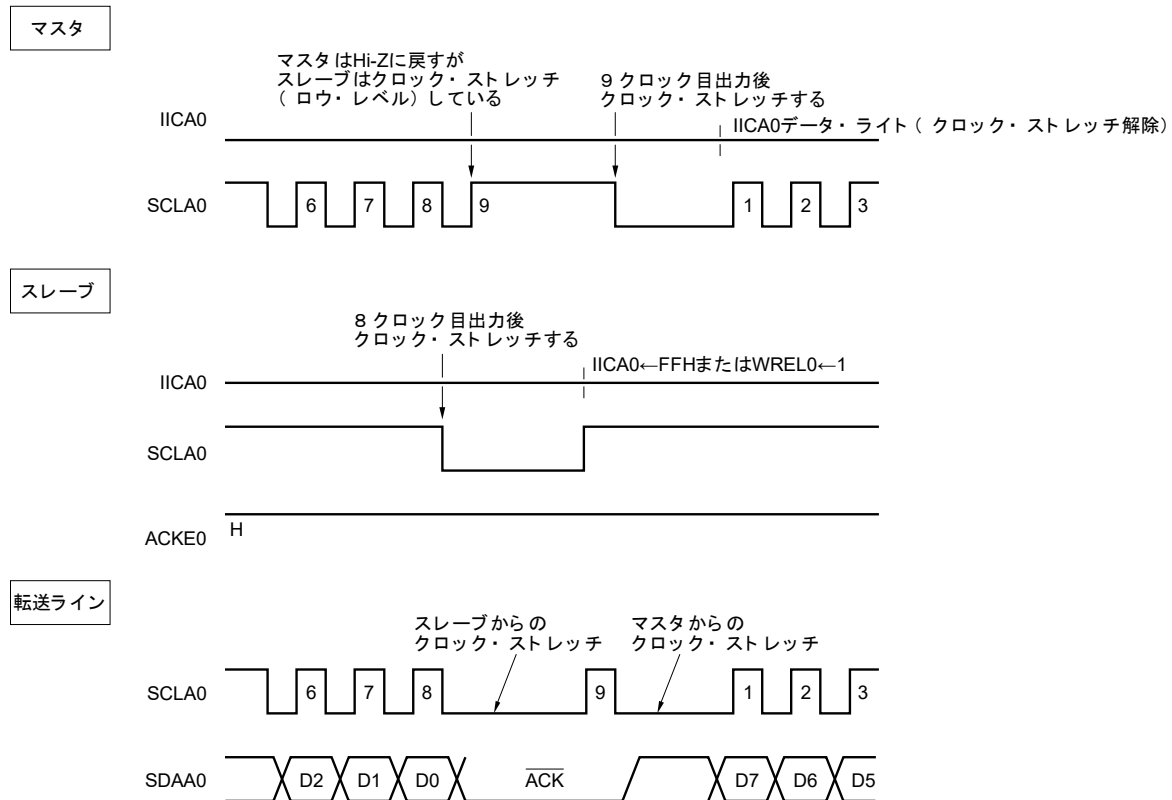 マスタ
マスタはHi-Zに戻すが
スレーブはクロック・ストレッチ
(ロウ・レベル)している
9クロック目出力後
クロック・ストレッチする
IICA0
IICA0データ・ライト(クロック・ストレッチ解除)
SCLA0
6 7 8 9 1 2 3
スレーブ
8クロック目出力後
クロック・ストレッチする
IICA0
IICA0←FFHまたはWREL0←1
SCLA0
H
ACKE0
転送ライン
スレーブからの
クロック・ストレッチ
マスタからの
クロック・ストレッチ
SCLA0
6 7 8 9 1 2 3
SDAA0
D2 D1 D0 A̅C̅K̅ D7 D6 D5